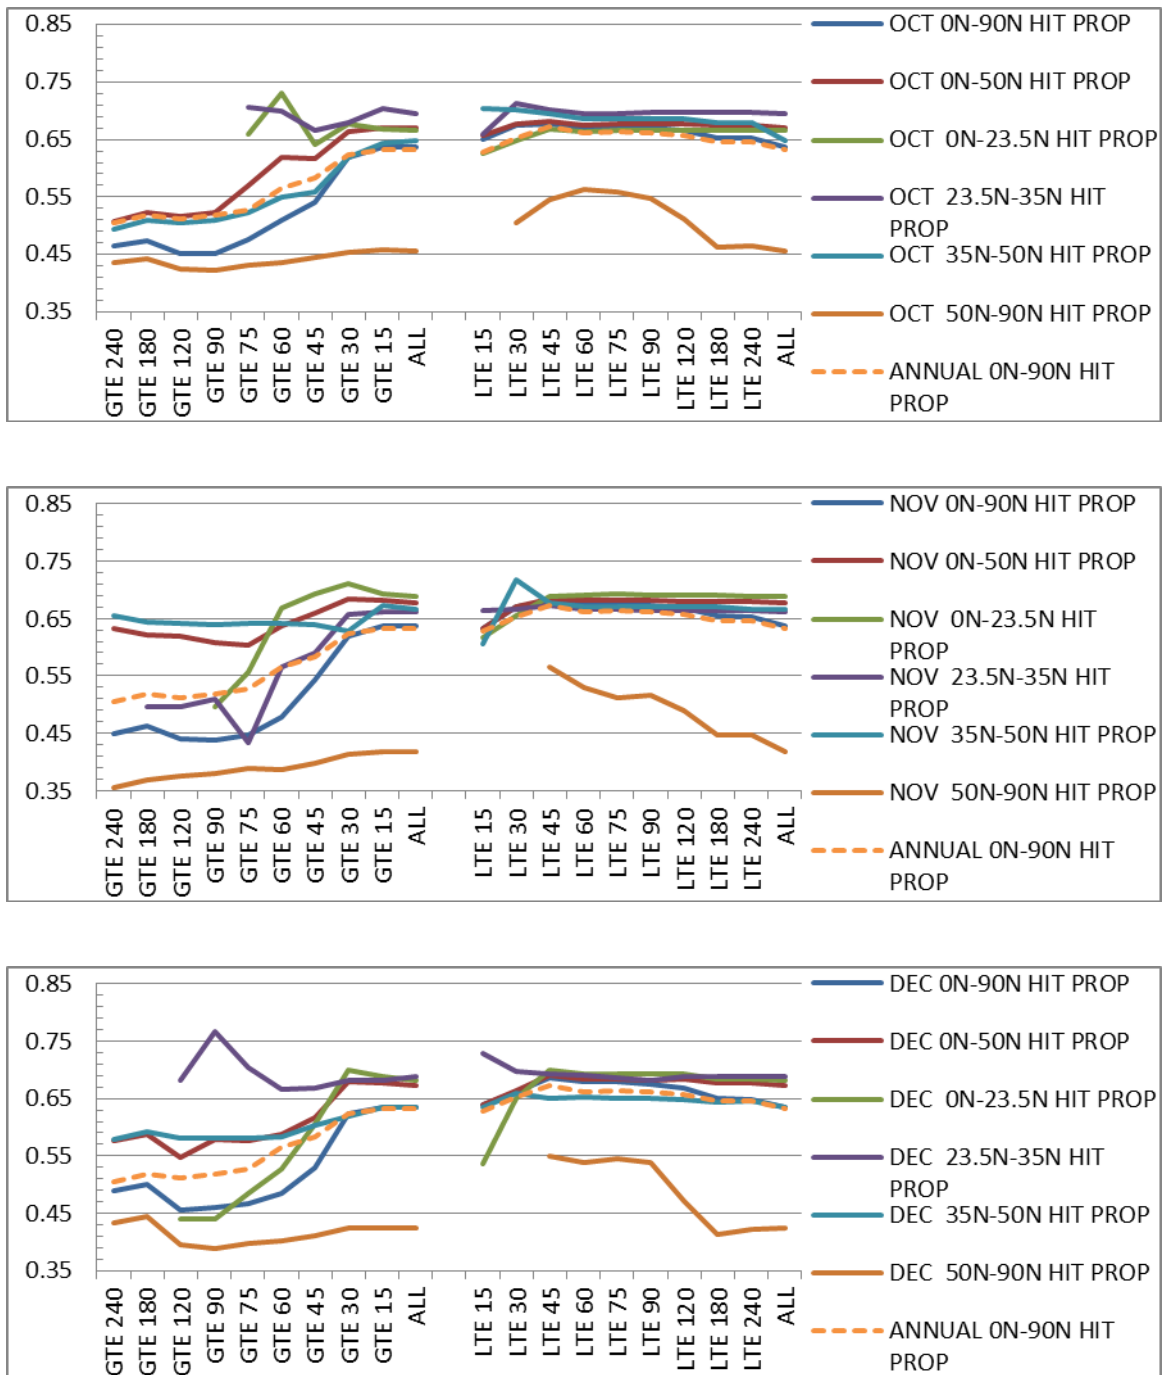 0.85
0.75
0.65
0.55
0.45
0.35
GTE 240
GTE 180
GTE 120
GTE 90
GTE 75
GTE 60
GTE 45
GTE 30
GTE 15
ALL
LTE 15
LTE 30
LTE 45
LTE 60
LTE 75
LTE 90
LTE 120
LTE 180
LTE 240
ALL
OCT 0N-90N HIT PROP
OCT 0N-50N HIT PROP
OCT 0N-23.5N HIT PROP
OCT 23.5N-35N HIT
PROP
OCT 35N-50N HIT PROP
OCT 50N-90N HIT PROP
ANNUAL 0N-90N HIT
PROP
0.85
0.75
0.65
0.55
0.45
0.35
GTE 240
GTE 180
GTE 120
GTE 90
GTE 75
GTE 60
GTE 45
GTE 30
GTE 15
ALL
LTE 15
LTE 30
LTE 45
LTE 60
LTE 75
LTE 90
LTE 120
LTE 180
LTE 240
ALL
NOV 0N-90N HIT PROP
NOV 0N-50N HIT PROP
NOV 0N-23.5N HIT
PROP
NOV 23.5N-35N HIT
PROP
NOV 35N-50N HIT PROP
NOV 50N-90N HIT PROP
ANNUAL 0N-90N HIT
PROP
0.85
0.75
0.65
0.55
0.45
0.35
GTE 240
GTE 180
GTE 120
GTE 90
GTE 75
GTE 60
GTE 45
GTE 30
GTE 15
ALL
LTE 15
LTE 30
LTE 45
LTE 60
LTE 75
LTE 90
LTE 120
LTE 180
LTE 240
ALL
DEC 0N-90N HIT PROP
DEC 0N-50N HIT PROP
DEC 0N-23.5N HIT PROP
DEC 23.5N-35N HIT
PROP
DEC 35N-50N HIT PROP
DEC 50N-90N HIT PROP
ANNUAL 0N-90N HIT
PROP